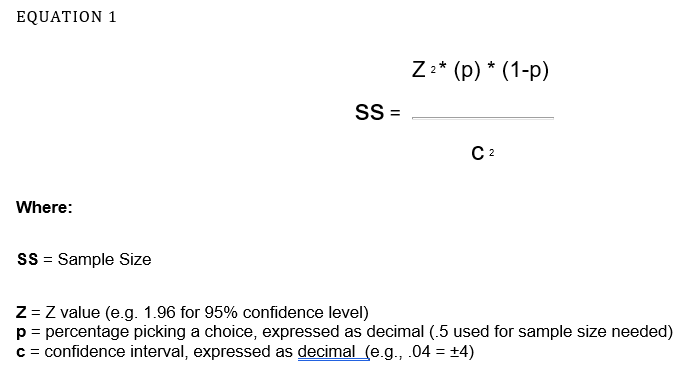 EQUATION 1
Z ²* (p) * (1-p)
SS =
c ²
Where:
SS = Sample Size
Z = Z value (e.g. 1.96 for 95% confidence level)
p = percentage picking a choice, expressed as decimal (.5 used for sample size needed)
c = confidence interval, expressed as decimal (e.g., .04 = ±4)